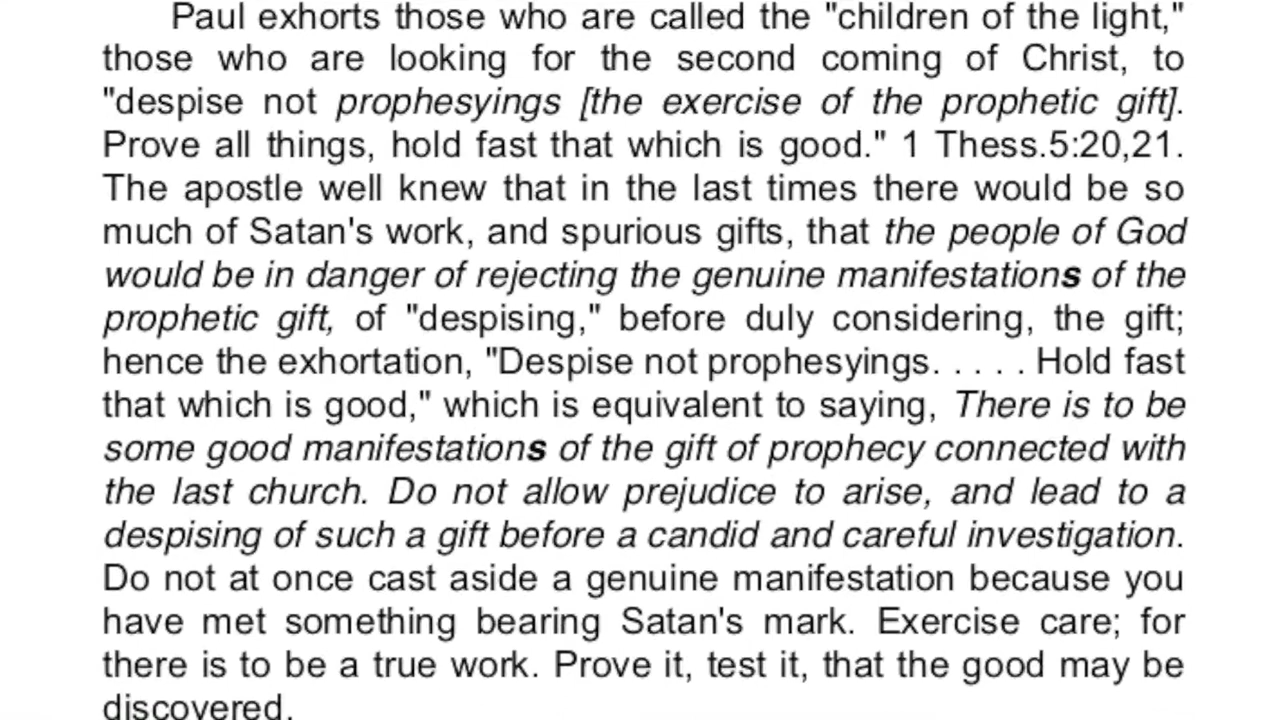 Paul exhorts those who are called the "children of the light,"
those who are looking for the second coming of Christ, to
"despise not prophesyings [the exercise of the prophetic gift].
Prove all things, hold fast that which is good." 1 Thess.5:20,21.
The apostle well knew that in the last times there would be so
much of Satan's work, and spurious gifts, that the people of God
would be in danger of rejecting the genuine manifestations of the
prophetic gift, of "despising," before duly considering, the gift;
hence the exhortation, "Despise not prophesyings. . . . . Hold fast
that which is good," which is equivalent to saying, There is to be
some good manifestations of the gift of prophecy connected with
the last church. Do not allow prejudice to arise, and lead to a
despising of such a gift before a candid and careful investigation.
Do not at once cast aside a genuine manifestation because you
have met something bearing Satan's mark. Exercise care; for
there is to be a true work. Prove it, test it, that the good may be
discovered.